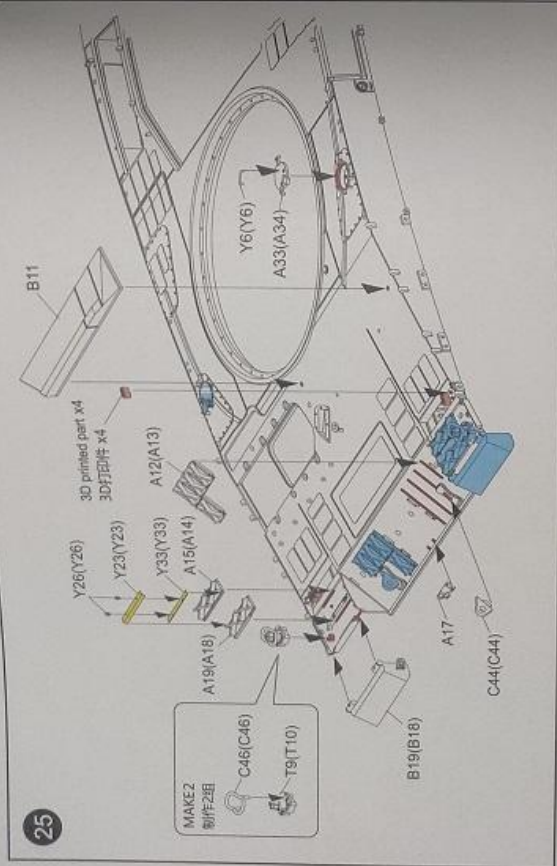 25
MAKE2
制作2组
C46(C46)
T9(T10)
Y26(Y26)
Y23(Y23)
Y33(Y33)
A15(A14)
A19(A18)
3D printed part x4
3D打印件 x4
A12(A13)
B11
Y6(Y6)
A33(A34)
B19(B18)
A17
C44(C44)